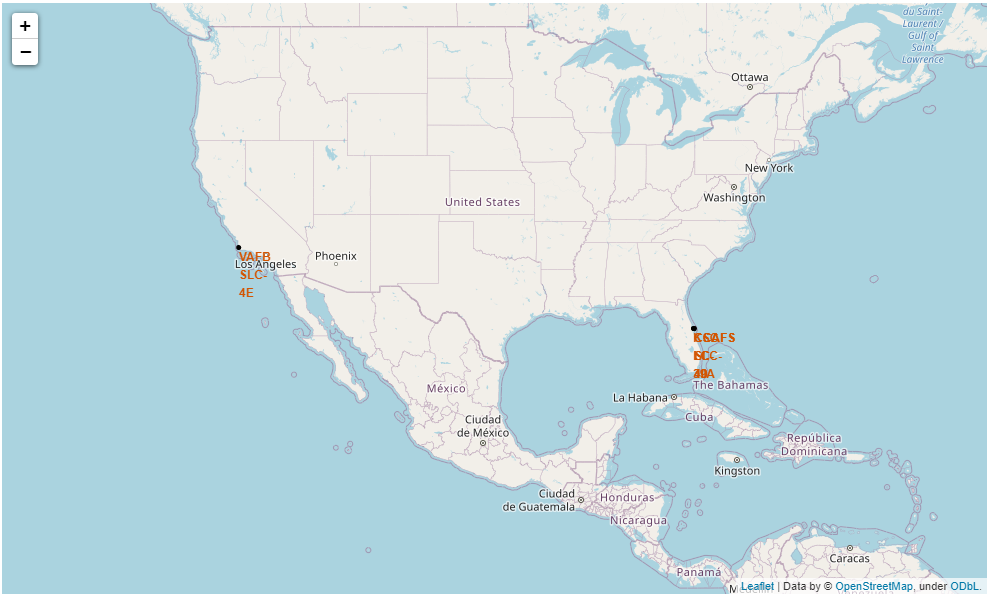 +
−
du Saint-
Laurent /
Gulf of
Saint
Lawrence
Ottawa
New York
Washington
United States
Phoenix
Los Angeles
VAFB
SLC-
4E
The Bahamas
México
La Habana
Cuba
Ciudad
de México
República
Dominicana
Kingston
Ciudad
de Guatemala
Honduras
Nicaragua
Caracas
Panamá
Leaflet | Data by © OpenStreetMap, under ODbL.